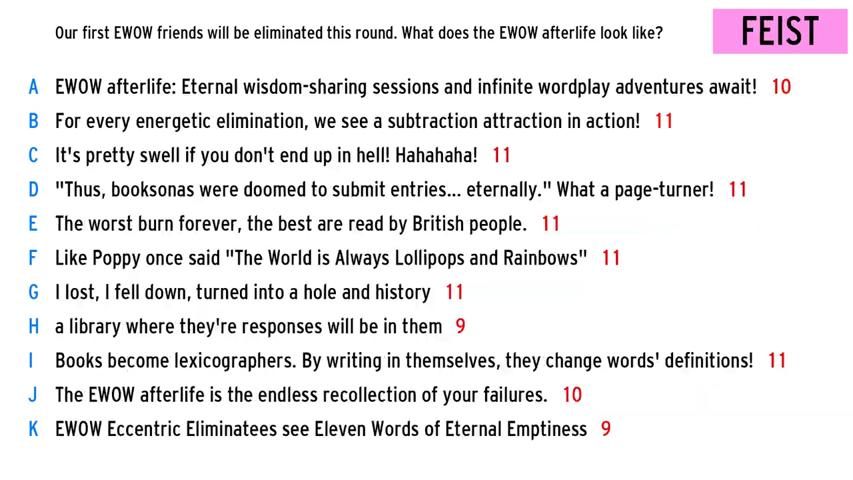 Our first EWOW friends will be eliminated this round. What does the EWOW afterlife look like?
FEIST
A EWOW afterlife: Eternal wisdom-sharing sessions and infinite wordplay adventures await! 10
B For every energetic elimination, we see a subtraction attraction in action! 11
C It's pretty swell if you don't end up in hell! Hahahaha! 11
D "Thus, booksonas were doomed to submit entries... eternally." What a page-turner! 11
E The worst burn forever, the best are read by British people. 11
F Like Poppy once said "The World is Always Lollipops and Rainbows" 11
G I lost, I fell down, turned into a hole and history 11
H a library where they're responses will be in them 9
I Books become lexicographers. By writing in themselves, they change words' definitions! 11
J The EWOW afterlife is the endless recollection of your failures. 10
K EWOW Eccentric Eliminatees see Eleven Words of Eternal Emptiness 9